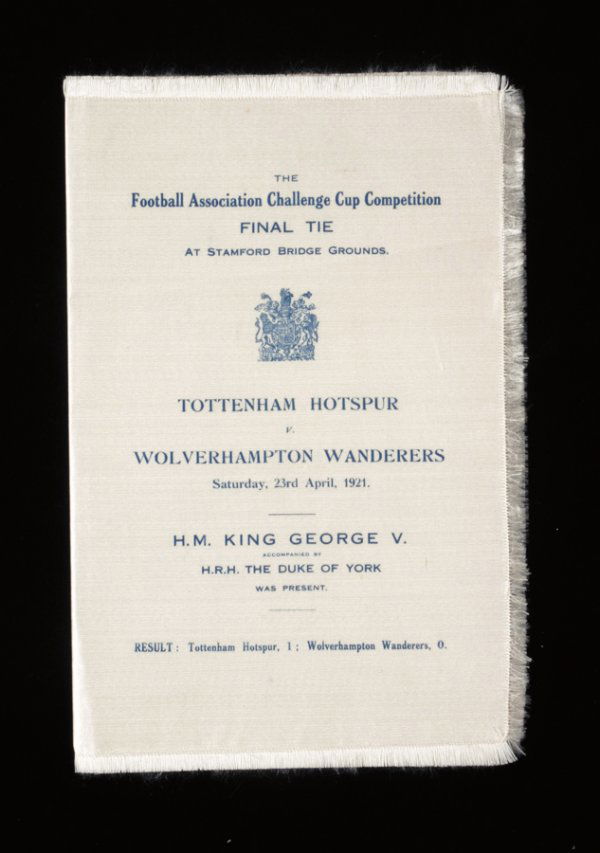 THE
Football Association Challenge Cup Competition
FINAL TIE
AT STAMFORD BRIDGE GROUNDS.
TOTTENHAM HOTSPUR
v.
WOLVERHAMPTON WANDERERS
Saturday, 23rd April, 1921.
H.M. KING GEORGE V.
ACCOMPANIED BY
H.R.H. THE DUKE OF YORK
WAS PRESENT.
RESULT: Tottenham Hotspur, 1; Wolverhampton Wanderers, 0.